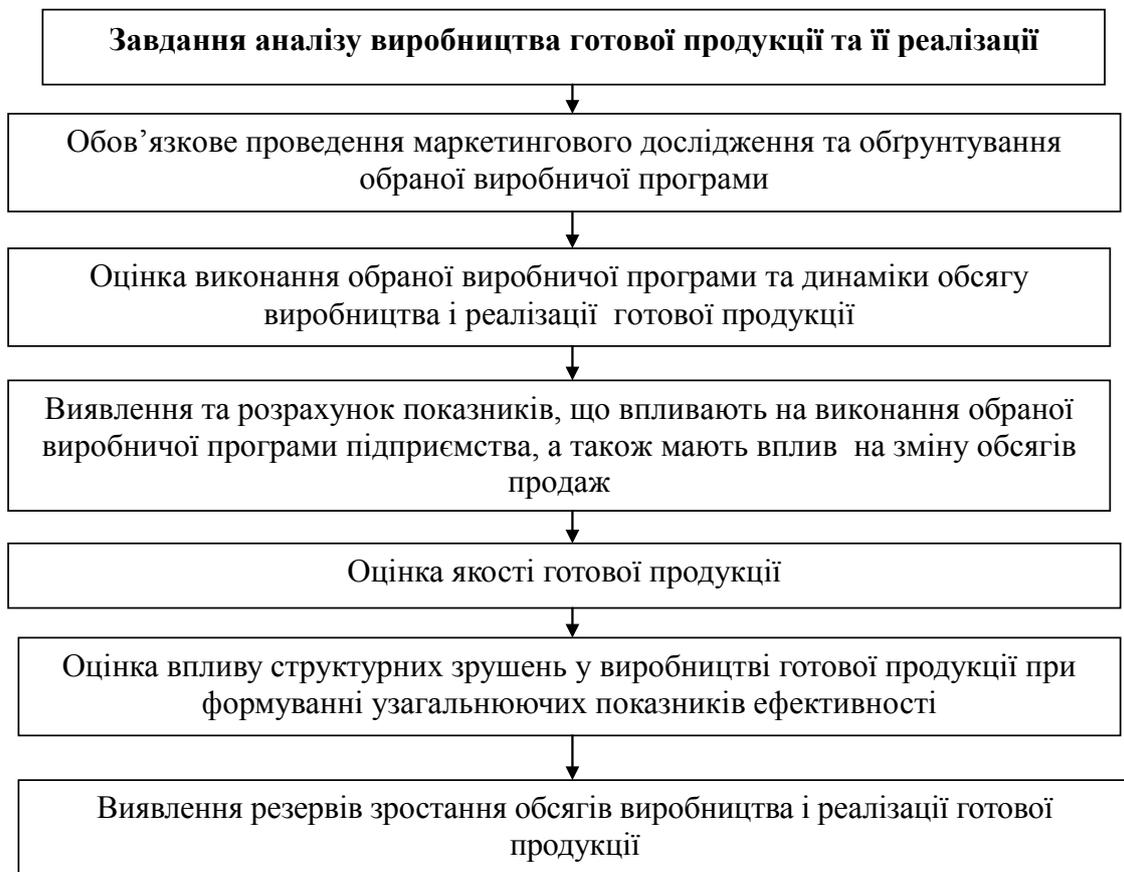 Завдання аналізу виробництва готової продукції та її реалізації
Обов’язкове проведення маркетингового дослідження та обґрунтування
обраної виробничої програми
Оцінка виконання обраної виробничої програми та динаміки обсягу
виробництва і реалізації готової продукції
Виявлення та розрахунок показників, що впливають на виконання обраної
виробничої програми підприємства, а також мають вплив на зміну обсягів
продаж
Оцінка якості готової продукції
Оцінка впливу структурних зрушень у виробництві готової продукції при
формуванні узагальнюючих показників ефективності
Виявлення резервів зростання обсягів виробництва і реалізації готової
продукції